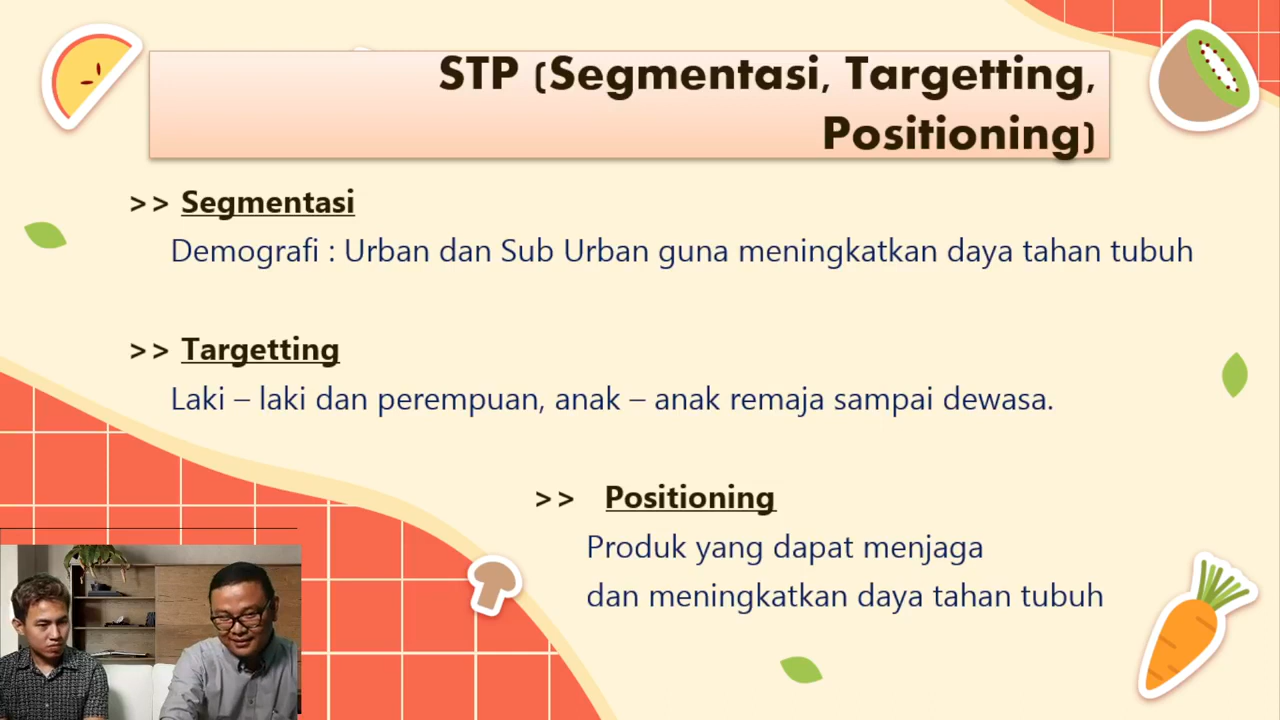 STP (Segmentasi, Targetting,
Positioning)
>> Segmentasi
Demografi : Urban dan Sub Urban guna meningkatkan daya tahan tubuh
>> Targetting
Laki – laki dan perempuan, anak – anak remaja sampai dewasa.
>> Positioning
Produk yang dapat menjaga
dan meningkatkan daya tahan tubuh